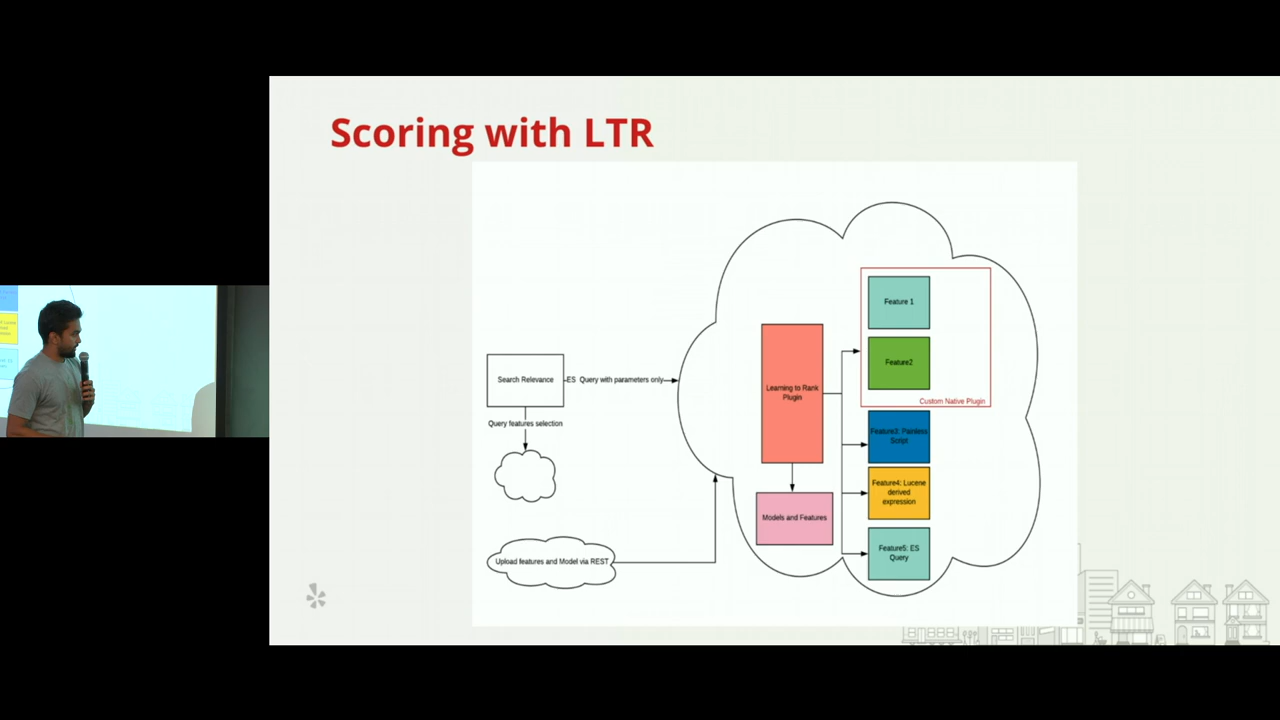 Scoring with LTR
Feature 1
Feature2
Custom Native Plugin
Learning to Rank
Plugin
Search Relevance
ES  Query with parameters only
Query features selection
Feature3: Painless
Script
Feature4: Lucene
derived
expression
Models and Features
Feature5: ES
Query
Upload features and Model via REST